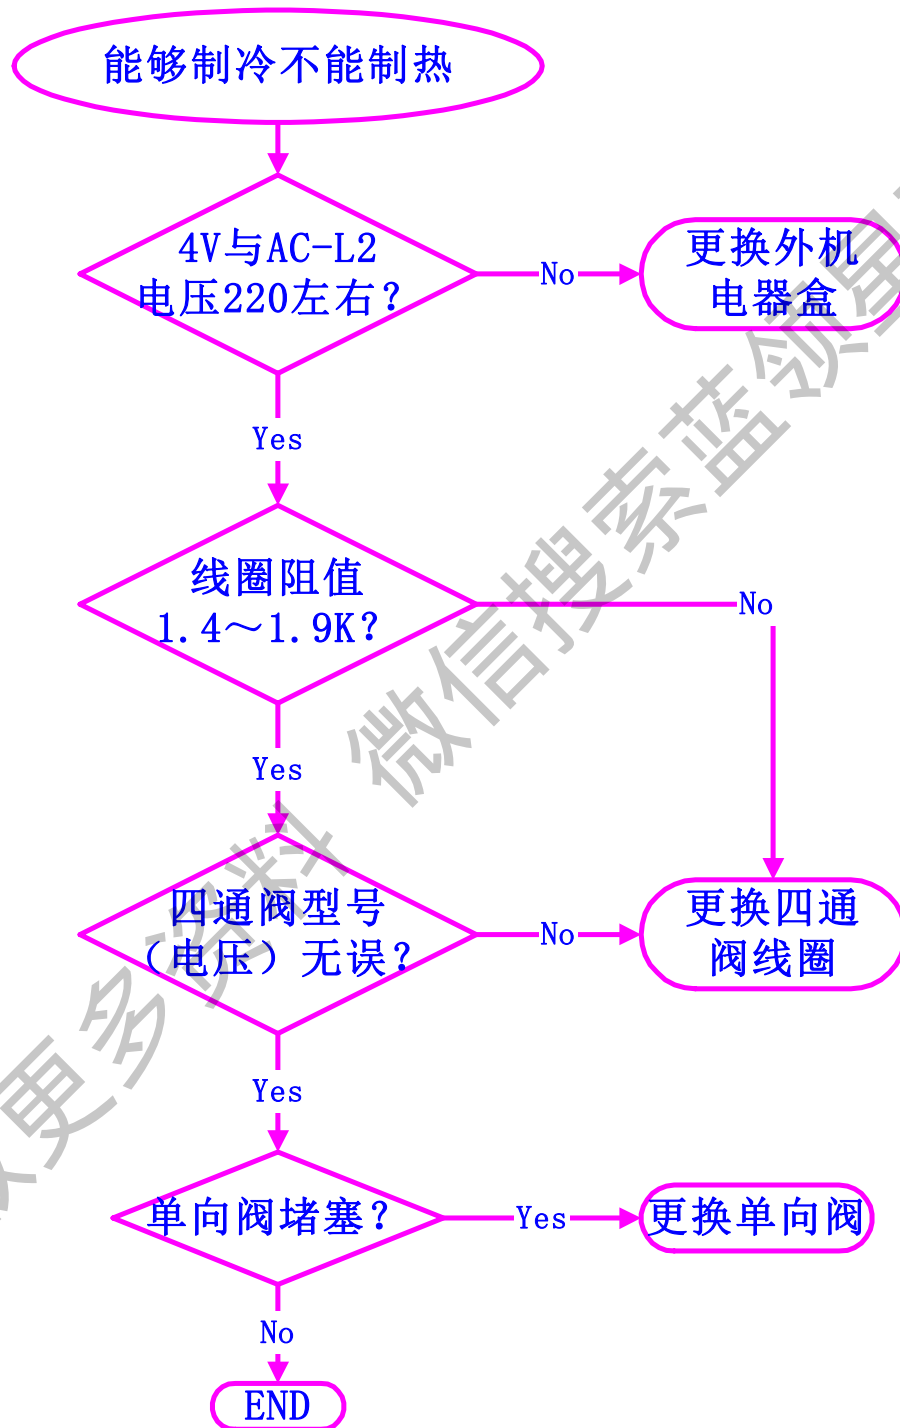 能够制冷不能制热
4V与AC-L2
电压220左右？
No
更换外机
电器盒
Yes
线圈阻值
1.4～1.9K？
No
Yes
四通阀型号
（电压）无误？
No
更换四通
阀线圈
Yes
单向阀堵塞？
Yes
更换单向阀
No
END
更多资料 微信搜索蓝领星